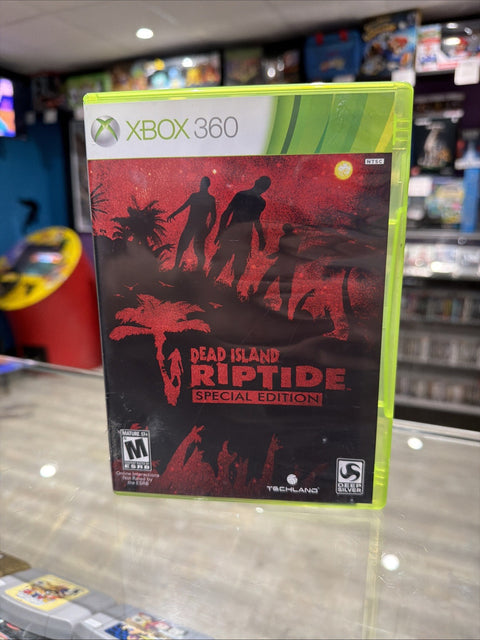 XBOX 360
NTSC
DEAD ISLAND
RIPTIDE
SPECIAL EDITION
MATURE 17+
M
ESRB
Online Interactions
Not Rated by
the ESRB
TECHLAND
DEEP
SILVER